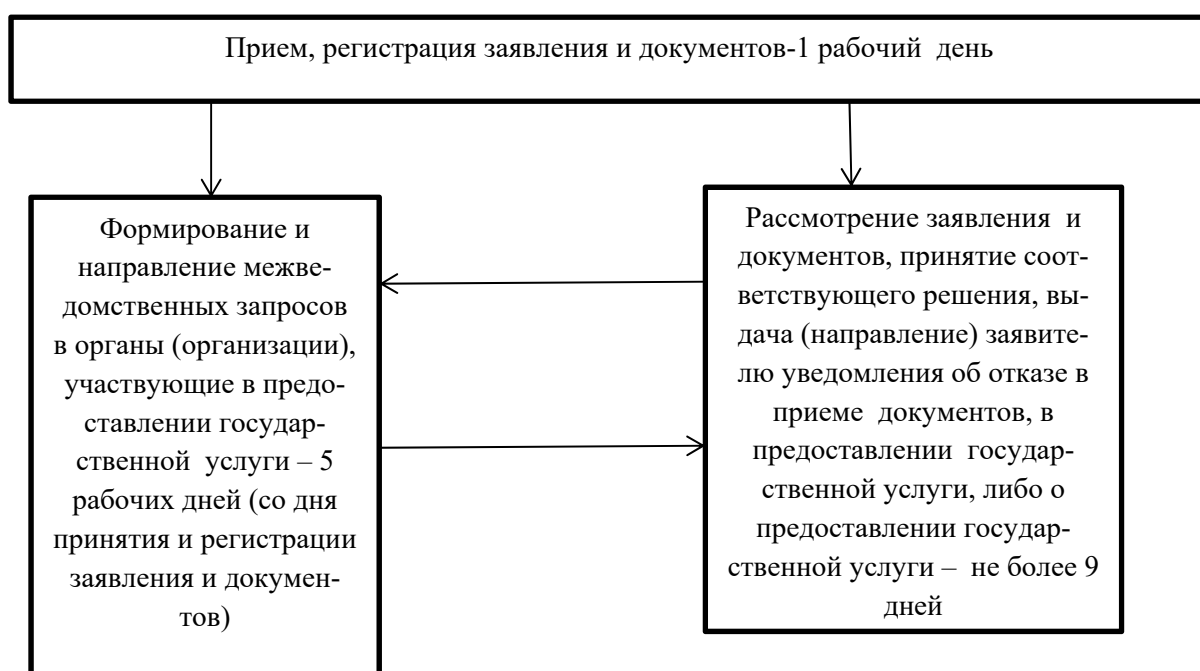 Прием, регистрация заявления и документов-1 рабочий  день
Формирование и
направление межве-
домственных запросов
в органы (организации),
участвующие в предо-
ставлении государ-
ственной  услуги – 5
рабочих дней (со дня
принятия и регистрации
заявления и докумен-
тов)
Рассмотрение заявления  и
документов, принятие соот-
ветствующего решения, вы-
дача (направление) заявите-
лю уведомления об отказе в
приеме  документов, в
предоставлении  государ-
ственной услуги, либо о
предоставлении государ-
ственной услуги –  не более 9
дней